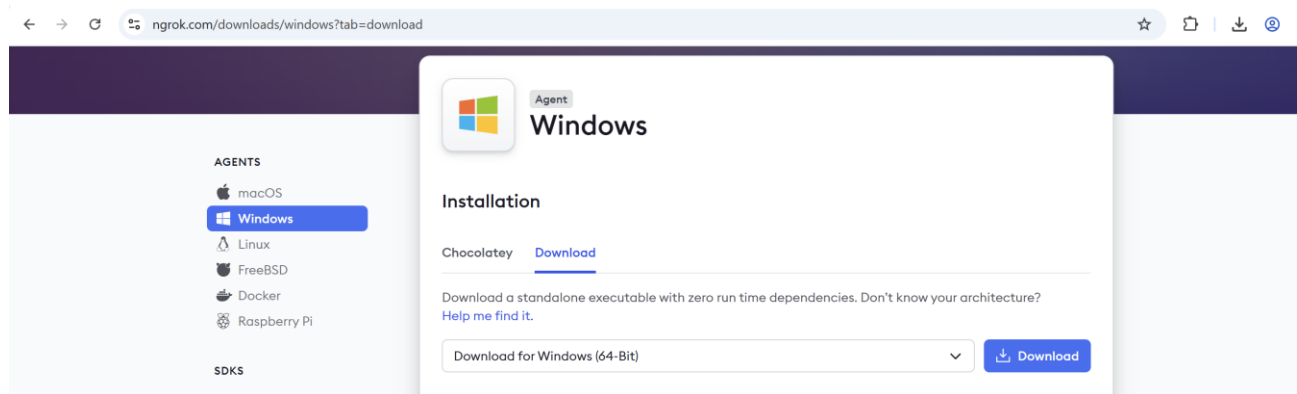 ngrok.com/downloads/windows?tab=download
Agent
Windows
AGENTS
macOS
Windows
Linux
FreeBSD
Docker
Raspberry Pi
SDKS
Installation
Chocolatey Download
Download a standalone executable with zero run time dependencies. Don't know your architecture?
Help me find it.
Download for Windows (64-Bit) Download